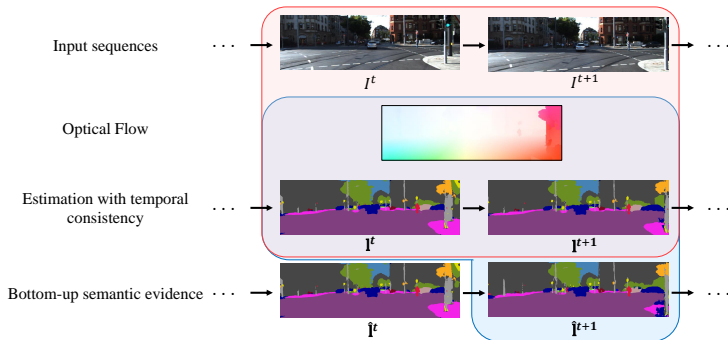 Input sequences
. . .
. . .
I^t
I^{t+1}
Optical Flow
Estimation with temporal
consistency
. . .
. . .
l^t
l^{t+1}
Bottom-up semantic evidence
. . .
. . .
l̂^t
l̂^{t+1}